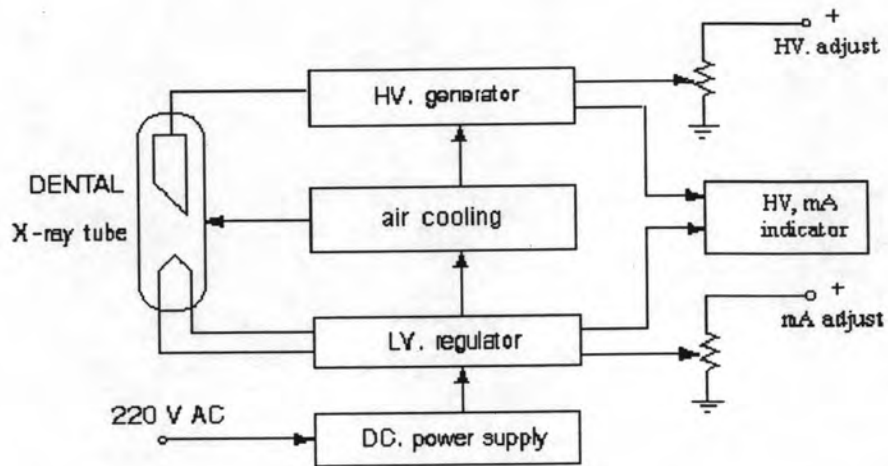 +
HV. adjust
HV. generator
DENTAL
X-ray tube
air cooling
HV, mA
indicator
+
mA adjust
LV. regulator
220 V AC
DC. power supply